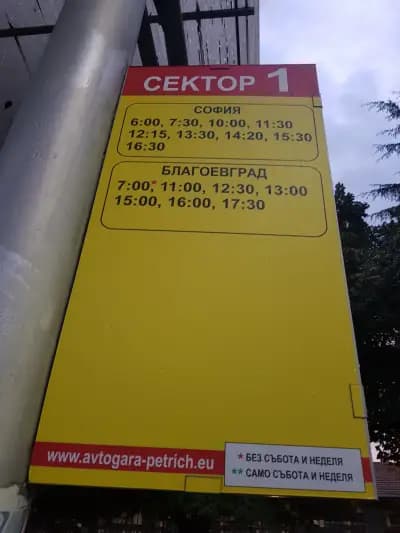 СЕКТОР 1
СОФИЯ
6:00, 7:30, 10:00, 11:30
12:15, 13:30, 14:20, 15:30
16:30
БЛАГОЕВГРАД
7:00,* 11:00, 12:30, 13:00
15:00, 16:00, 17:30
www.avtogara-petrich.eu
* БЕЗ СЪБОТА И НЕДЕЛЯ
** САМО СЪБОТА И НЕДЕЛЯ